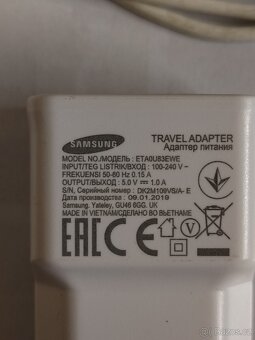 SAMSUNG
TRAVEL ADAPTER
Адаптер питания
MODEL NO./МОДЕЛЬ : ETA0U83EWE
INPUT/TEG LISTRIK/ВХОД : 100-240 V ~
FREKUENSI 50-60 Hz 0.15 A
OUTPUT/ВЫХОД : 5.0 V ⎓ 1.0 A
S/N, Серийный номер : DK2M109VS/A- E
Дата производства : 09.01.2019
Samsung, Yateley, GU46 6GG, UK
MADE IN VIETNAM/СДЕЛАНО ВО ВЬЕТНАМЕ
EAC CE